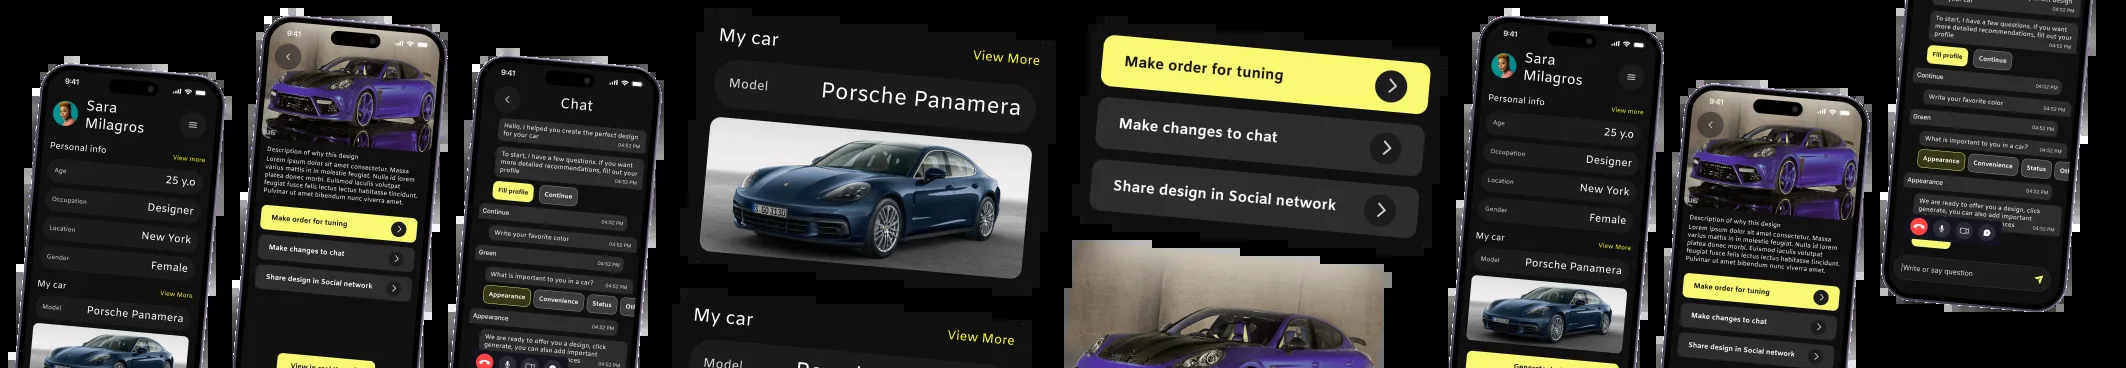 9:41
Sara
Milagros
Personal info
View more
Age
25 y.o
Occupation
Designer
Location
New York
Gender
Female
My car
View More
Model
Porsche Panamera
9:41
Description of why this design
Lorem ipsum dolor sit amet consectetur. Massa
varius mattis in in molestie feugiat. Nulla id lorem
platea donec morbi. Euismod iaculis volutpat
feugiat fusce felis lectus lectus habitasse tincidunt.
Pulvinar ut amet bibendum nunc viverra amet.
Make order for tuning
Make changes to chat
Share design in Social network
9:41
Chat
Hello, I helped you create the perfect design
for your car
04:52 PM
To start, I have a few questions. If you want
more detailed recommendations, fill out your
profile
04:52 PM
Fill profile
Continue
Continue
04:52 PM
Write your favorite color
04:52 PM
Green
04:52 PM
What is important to you in a car?
04:52 PM
Appearance
Convenience
Status
Appearance
04:52 PM
We are ready to offer you a design, click
generate, you can also add important
My car
View More
Model
Porsche Panamera
My car
View More
Model
Make order for tuning
Make changes to chat
Share design in Social network
9:41
Sara
Milagros
Personal info
View more
Age
25 y.o
Occupation
Designer
Location
New York
Gender
Female
My car
View More
Model
Porsche Panamera
9:41
Description of why this design
Lorem ipsum dolor sit amet consectetur. Massa
varius mattis in in molestie feugiat. Nulla id lorem
platea donec morbi. Euismod iaculis volutpat
feugiat fusce felis lectus lectus habitasse tincidunt.
Pulvinar ut amet bibendum nunc viverra amet.
Make order for tuning
Make changes to chat
Share design in Social network
04:52 PM
To start, I have a few questions. If you want
more detailed recommendations, fill out your
profile
04:52 PM
Fill profile
Continue
Continue
04:52 PM
Write your favorite color
04:52 PM
Green
04:52 PM
What is important to you in a car?
04:52 PM
Appearance
Convenience
Status
Appearance
04:52 PM
We are ready to offer you a design, click
generate, you can also add important
04:52 PM
Write or say question